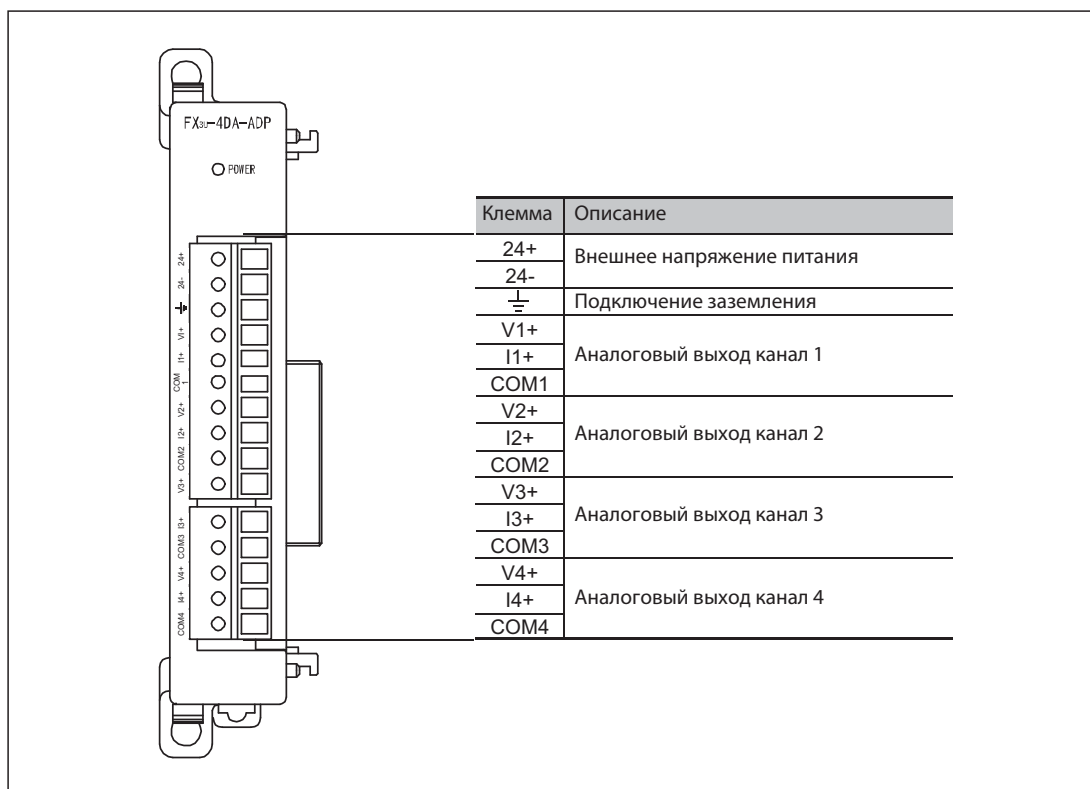 FX3U-4DA-ADP
POWER
24+
24-
V1+
I1+
COM
1
V2+
I2+
COM2
V3+
I3+
COM3
V4+
I4+
COM4
Клемма Описание
24+
24-
Внешнее напряжение питания
Подключение заземления
V1+
I1+
COM1
Аналоговый выход канал 1
V2+
I2+
COM2
Аналоговый выход канал 2
V3+
I3+
COM3
Аналоговый выход канал 3
V4+
I4+
COM4
Аналоговый выход канал 4